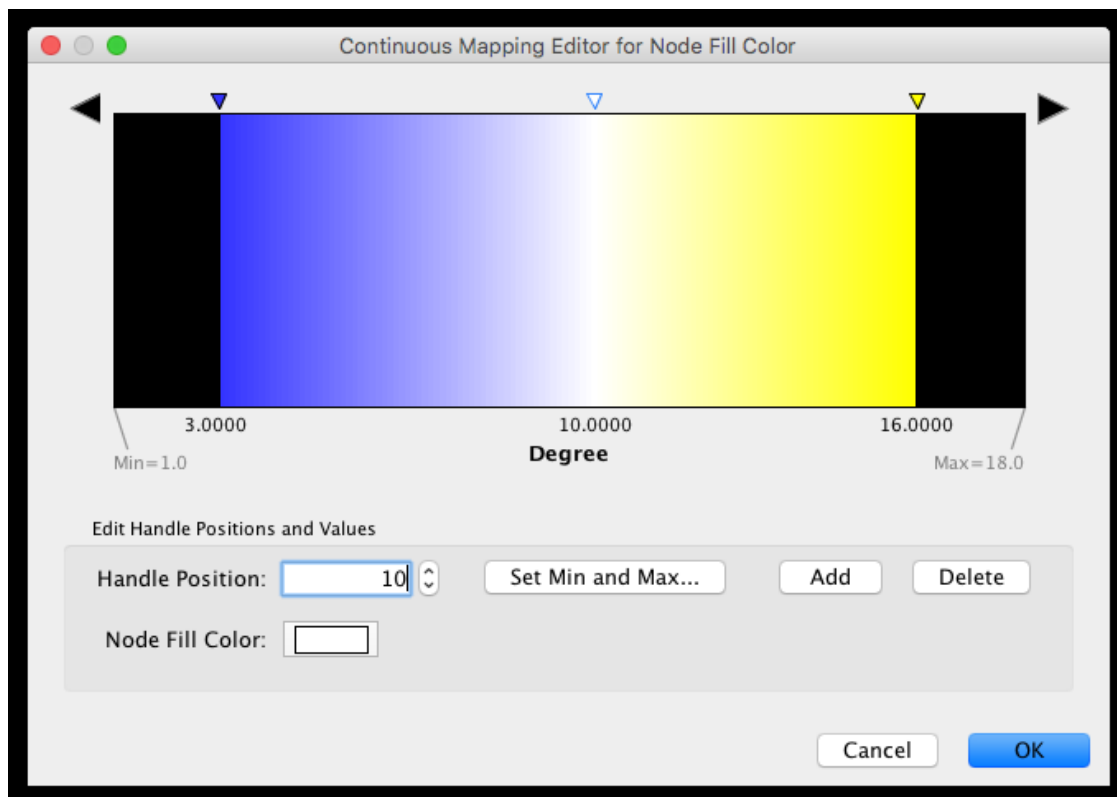 Continuous Mapping Editor for Node Fill Color
3.0000 10.0000 16.0000
Min=1.0 Degree Max=18.0
Edit Handle Positions and Values
Handle Position: 10 Set Min and Max... Add Delete
Node Fill Color:
Cancel OK